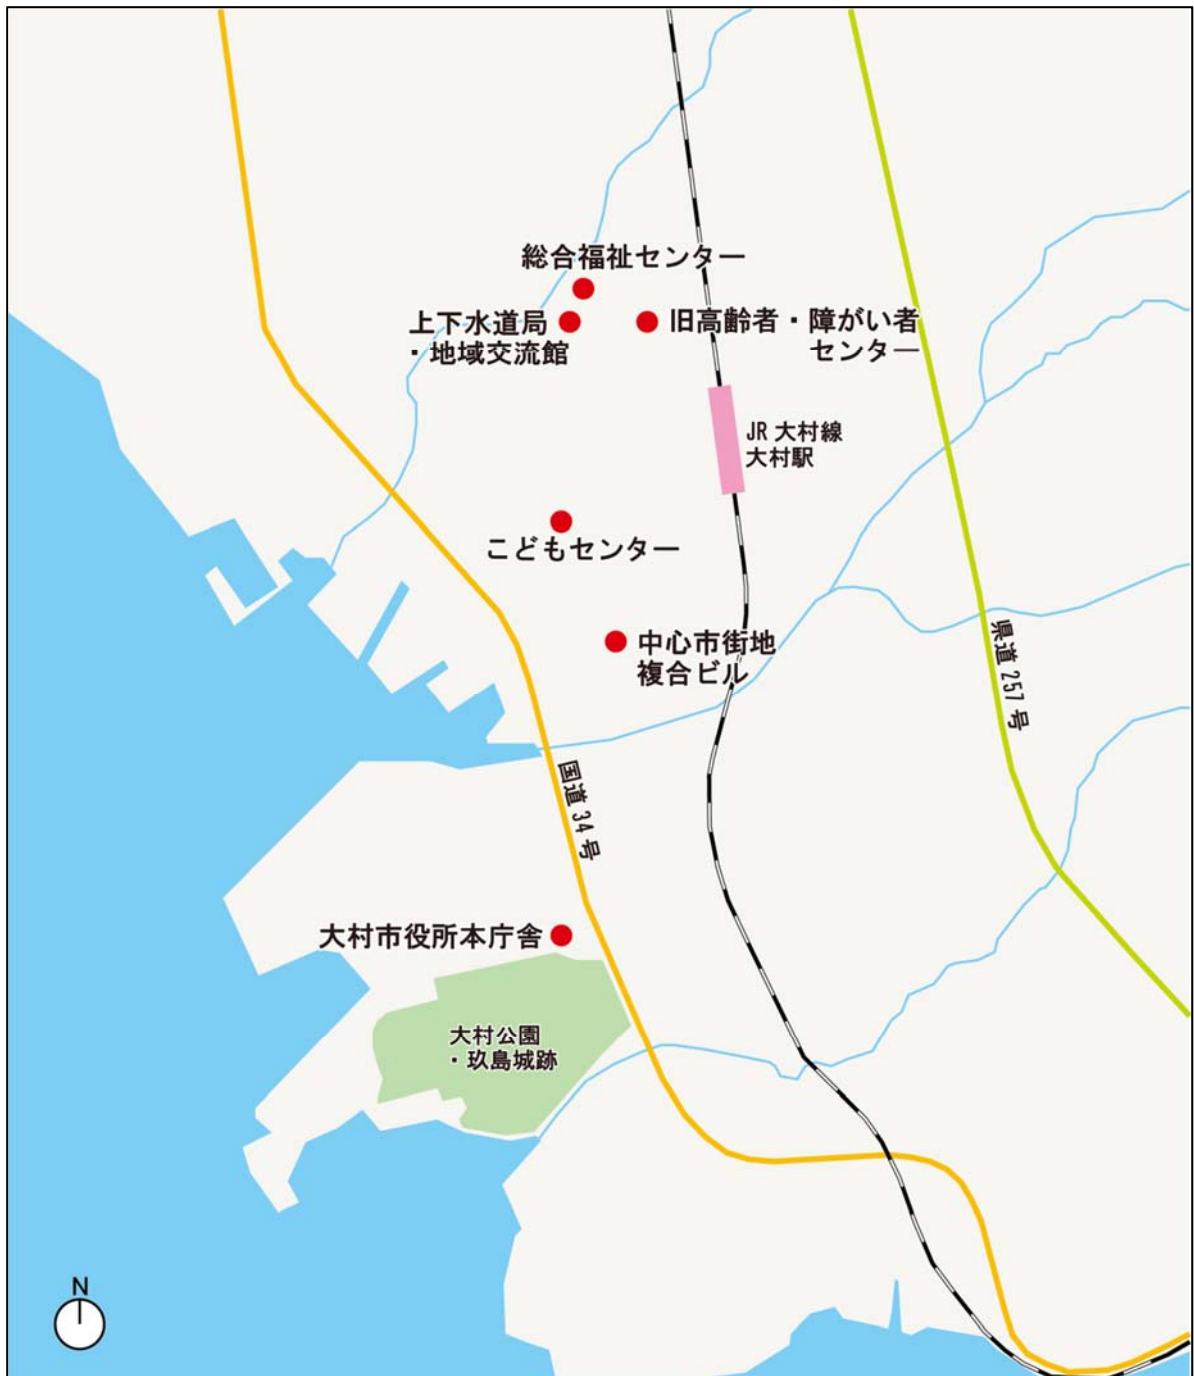 総合福祉センター
上下水道局
・地域交流館
旧高齢者・障がい者
センター
JR 大村線
大村駅
こどもセンター
中心市街地
複合ビル
県道 257 号
国道 34 号
大村市役所本庁舎
大村公園
・玖島城跡
N